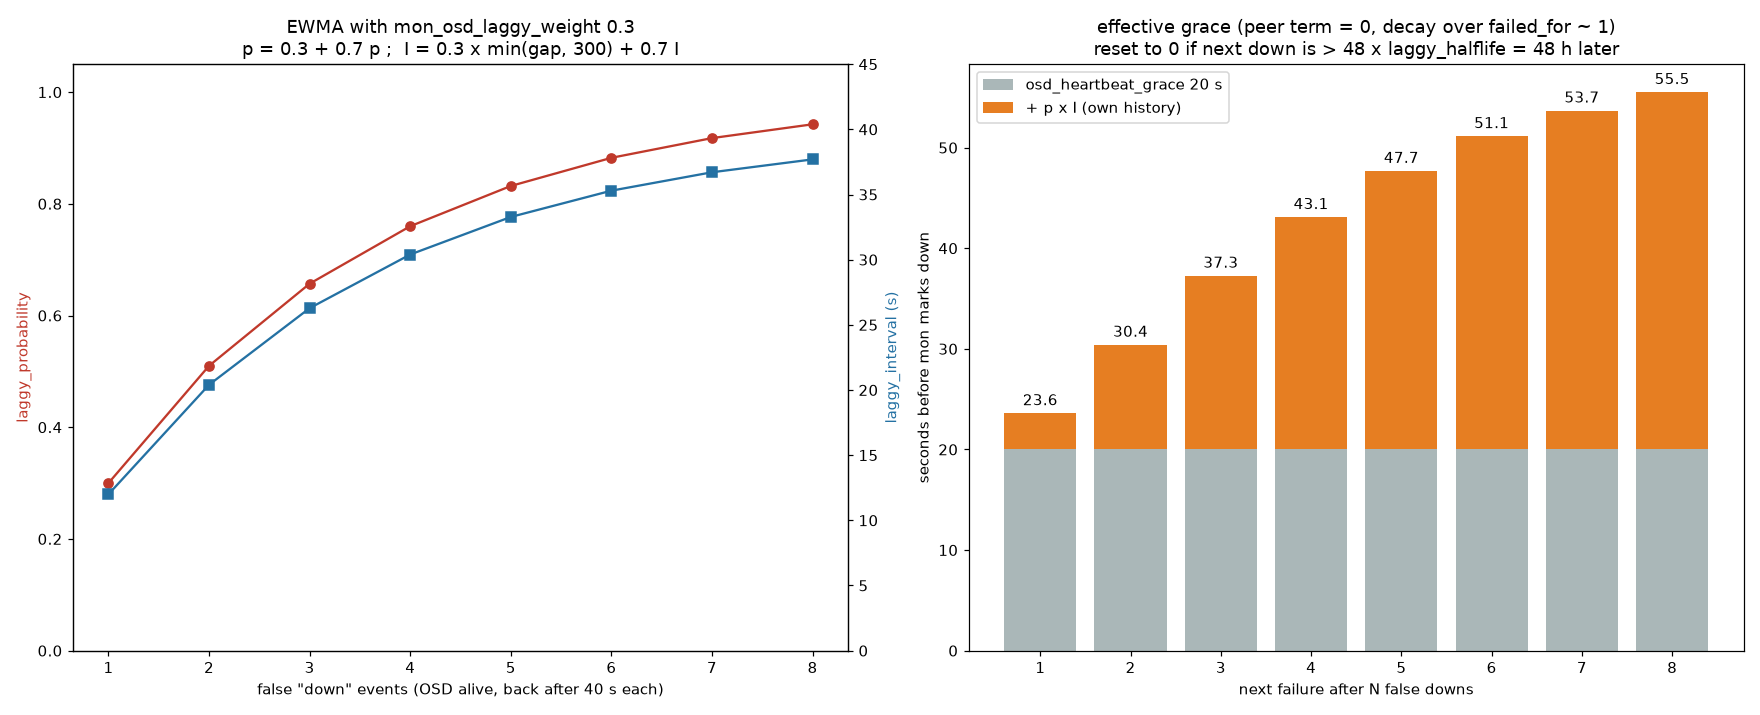 EWMA with mon_osd_laggy_weight 0.3
p = 0.3 + 0.7 p ;  I = 0.3 x min(gap, 300) + 0.7 I
1.0
0.8
0.6
0.4
0.2
0.0
laggy_probability
45
40
35
30
25
20
15
10
5
0
laggy_interval (s)
1 2 3 4 5 6 7 8
false "down" events (OSD alive, back after 40 s each)
effective grace (peer term = 0, decay over failed_for ~ 1)
reset to 0 if next down is > 48 x laggy_halflife = 48 h later
osd_heartbeat_grace 20 s
+ p x I (own history)
23.6
30.4
37.3
43.1
47.7
51.1
53.7
55.5
50
40
30
20
10
0
seconds before mon marks down
1 2 3 4 5 6 7 8
next failure after N false downs